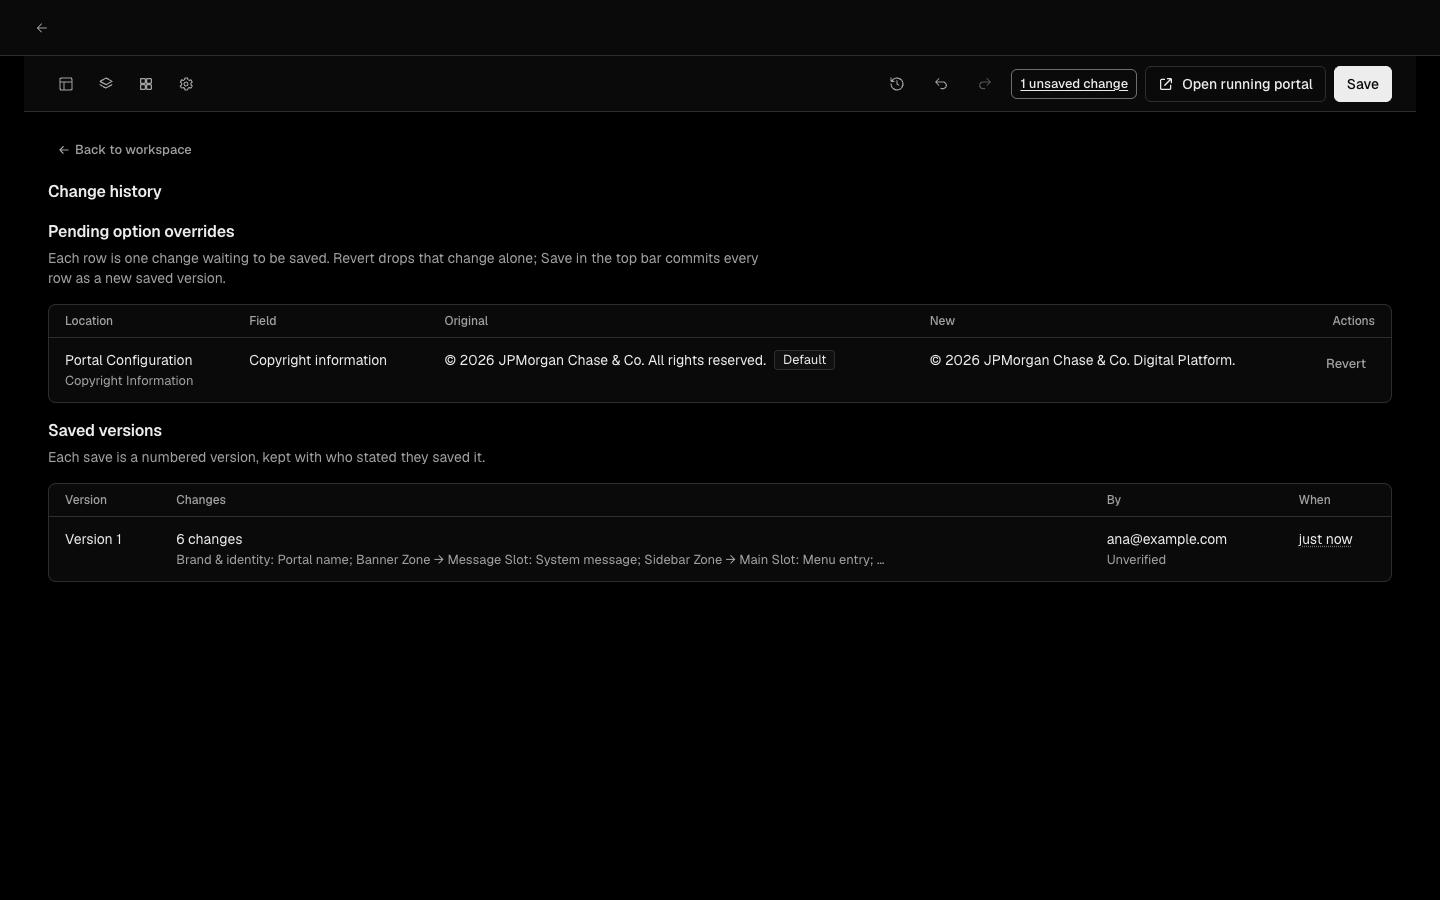 1 unsaved change
Open running portal
Save
← Back to workspace
Change history
Pending option overrides
Each row is one change waiting to be saved. Revert drops that change alone; Save in the top bar commits every
row as a new saved version.
Location Field Original New Actions
Portal Configuration Copyright information © 2026 JPMorgan Chase & Co. All rights reserved. Default © 2026 JPMorgan Chase & Co. Digital Platform. Revert
Copyright Information
Saved versions
Each save is a numbered version, kept with who stated they saved it.
Version Changes By When
Version 1 6 changes ana@example.com just now
Brand & identity: Portal name; Banner Zone → Message Slot: System message; Sidebar Zone → Main Slot: Menu entry; ... Unverified